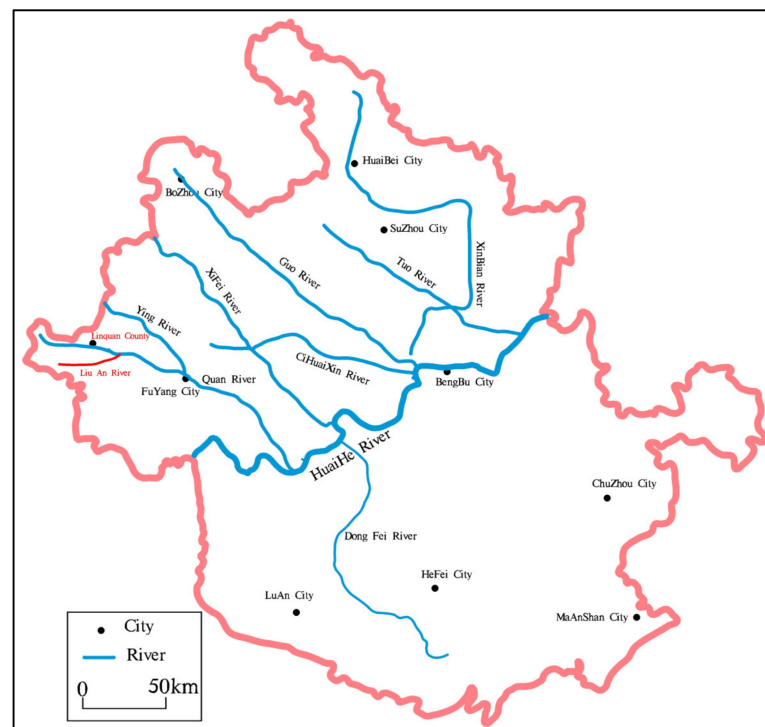 HuaiBei City
BoZhou City
SuZhou City
XinBian River
Tuo River
Guo River
XiFei River
Ying River
Linquan County
Liu An River
CiHuaiXin River
FuYang City
Quan River
BengBu City
HuaiHe River
ChuZhou City
Dong Fei River
HeFei City
LuAn City
MaAnShan City
City
River
0 50km